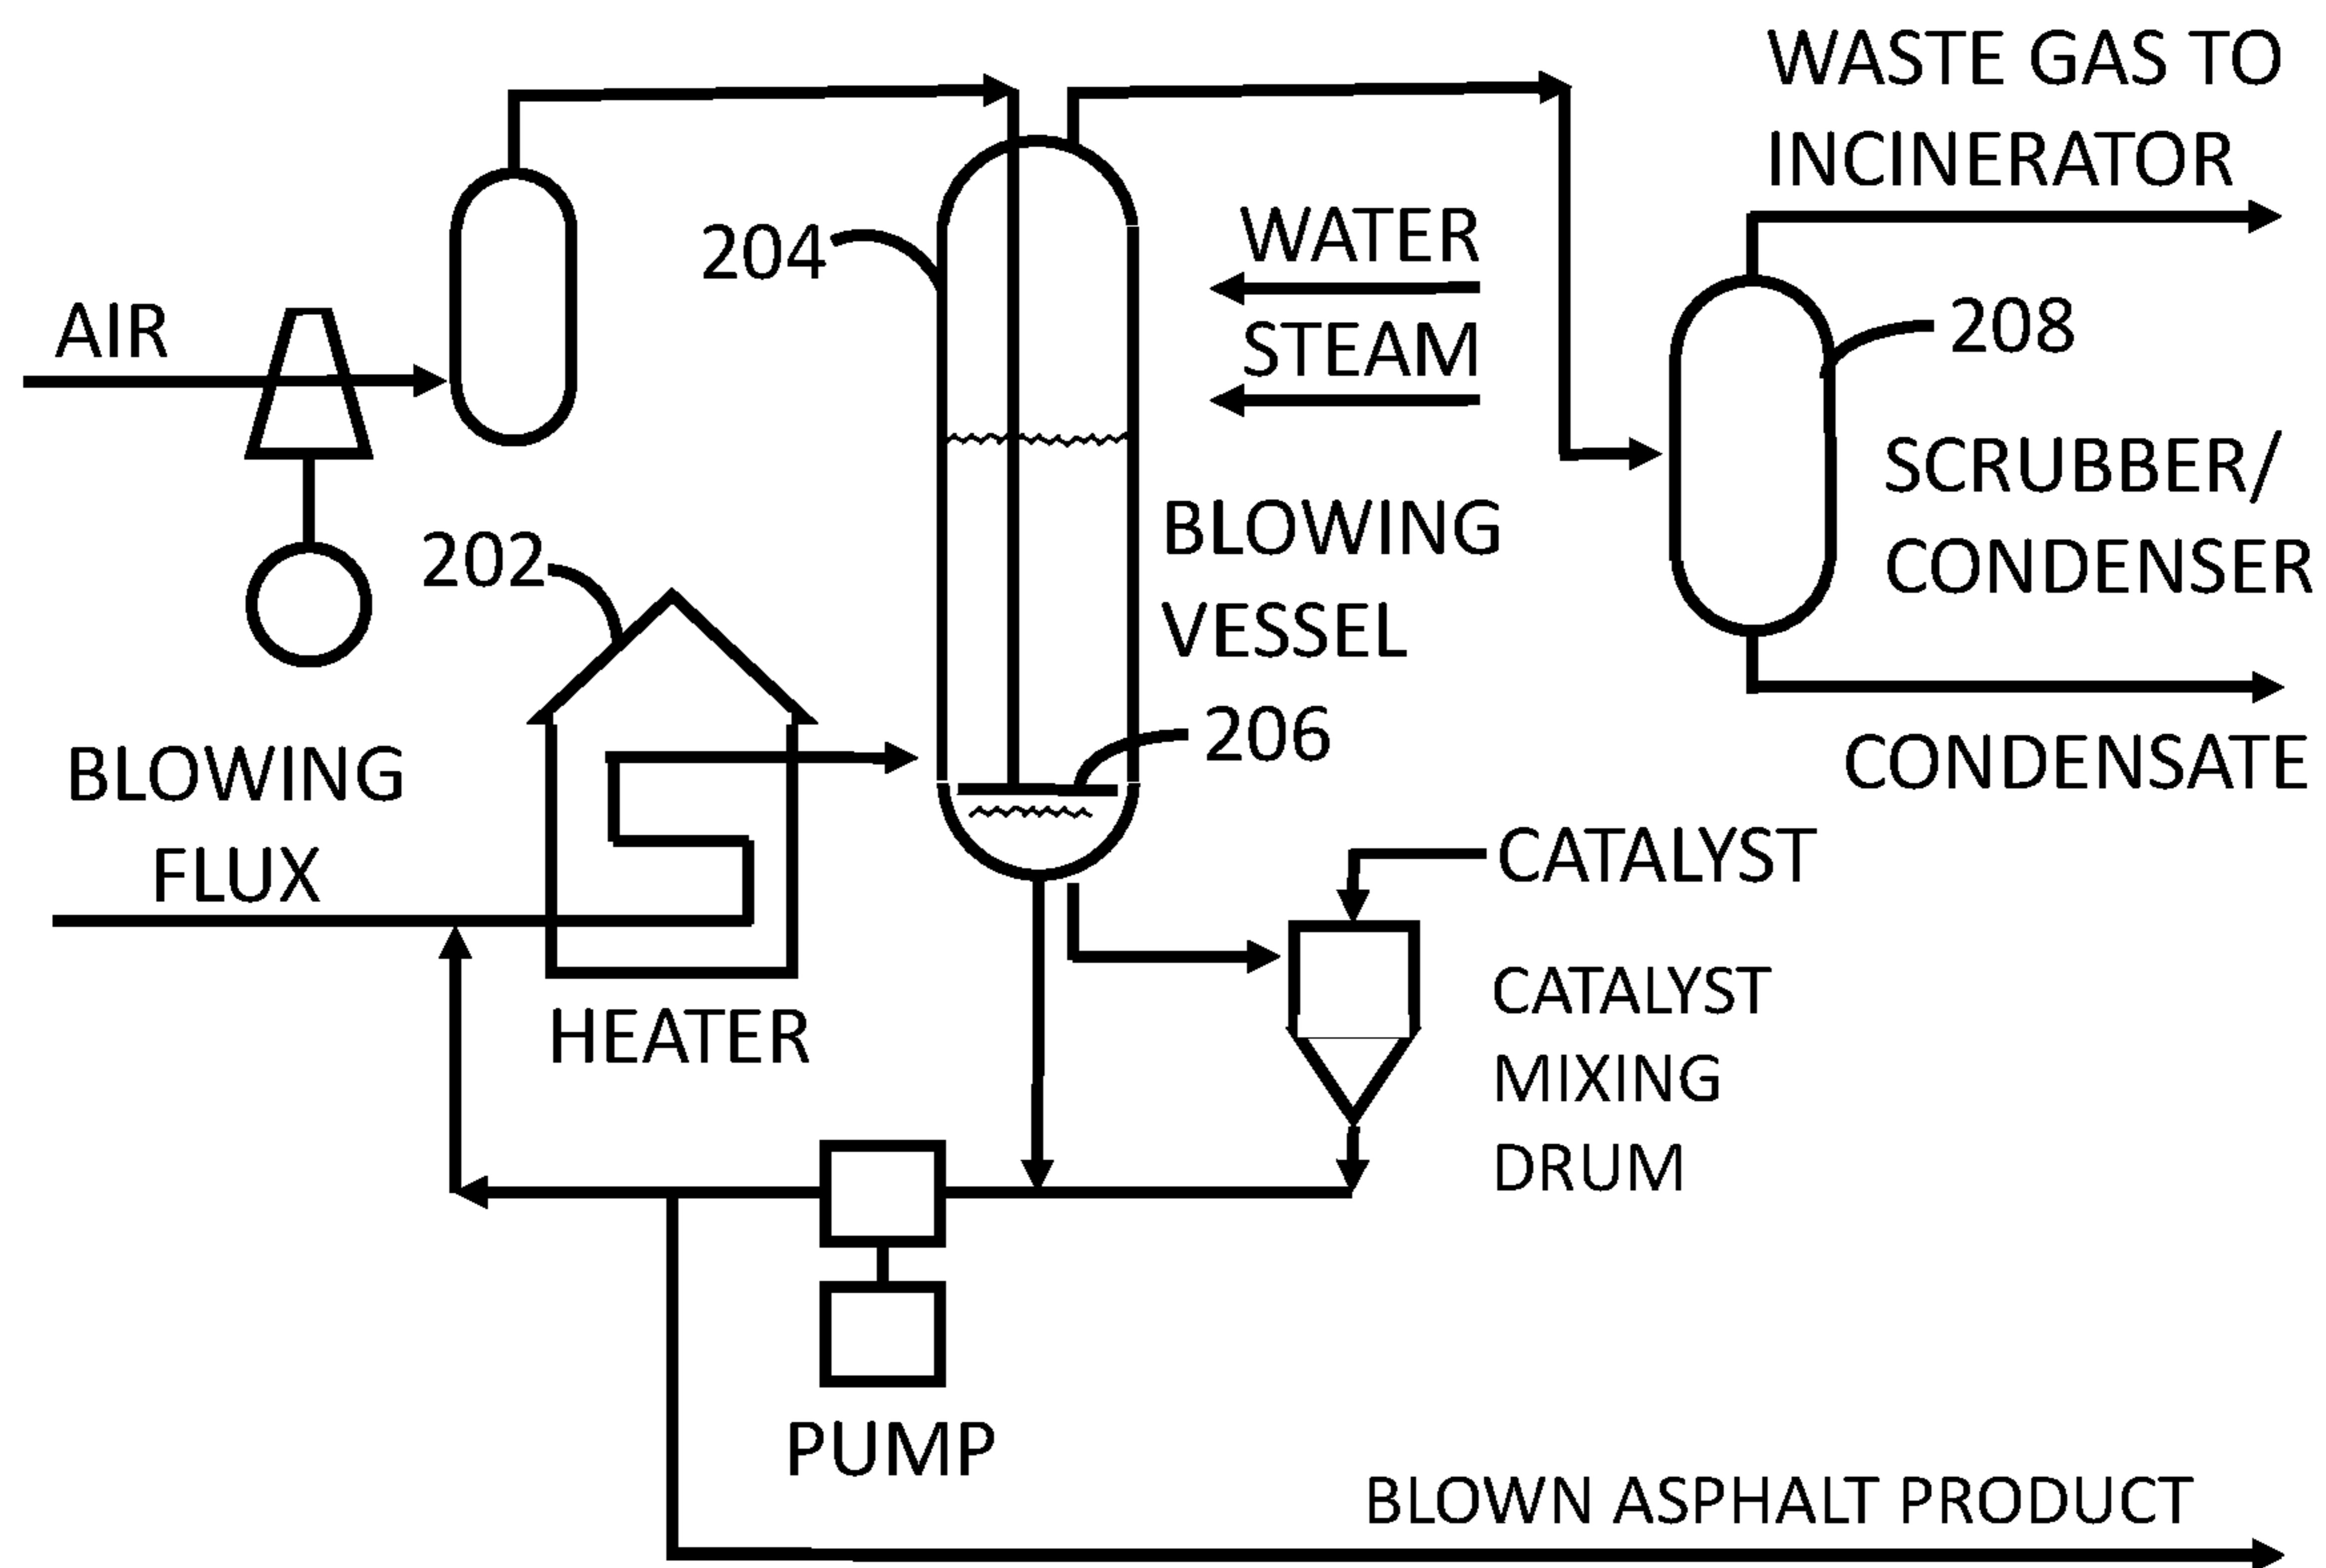 WASTE GAS TO
INCINERATOR
204
WATER
STEAM
AIR
208
SCRUBBER/
CONDENSER
202
BLOWING
VESSEL
206
BLOWING
FLUX
CONDENSATE
CATALYST
HEATER
CATALYST
MIXING
DRUM
PUMP
BLOWN ASPHALT PRODUCT